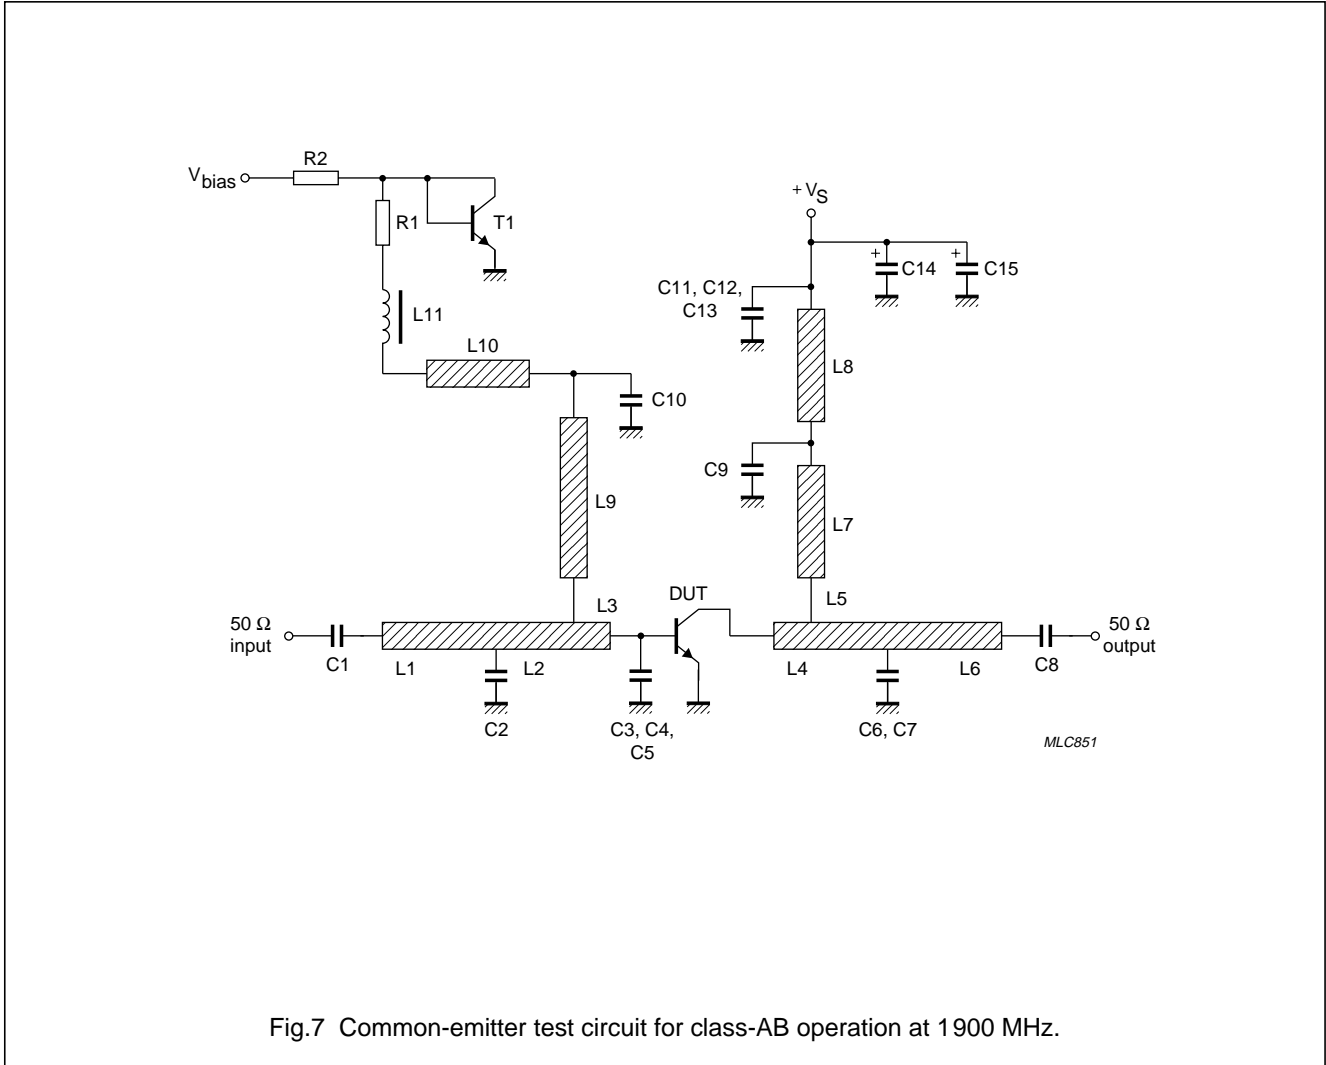 R2
V bias
R1
T1
+ VS
C14
C15
C11, C12,
C13
L11
L10
L8
C10
C9
L9
L7
DUT
L3
L5
50 Ω
input
50 Ω
output
C1
L1
L2
L4
L6
C8
C2
C3, C4,
C5
C6, C7
MLC851
Fig.7 Common-emitter test circuit for class-AB operation at 1900 MHz.